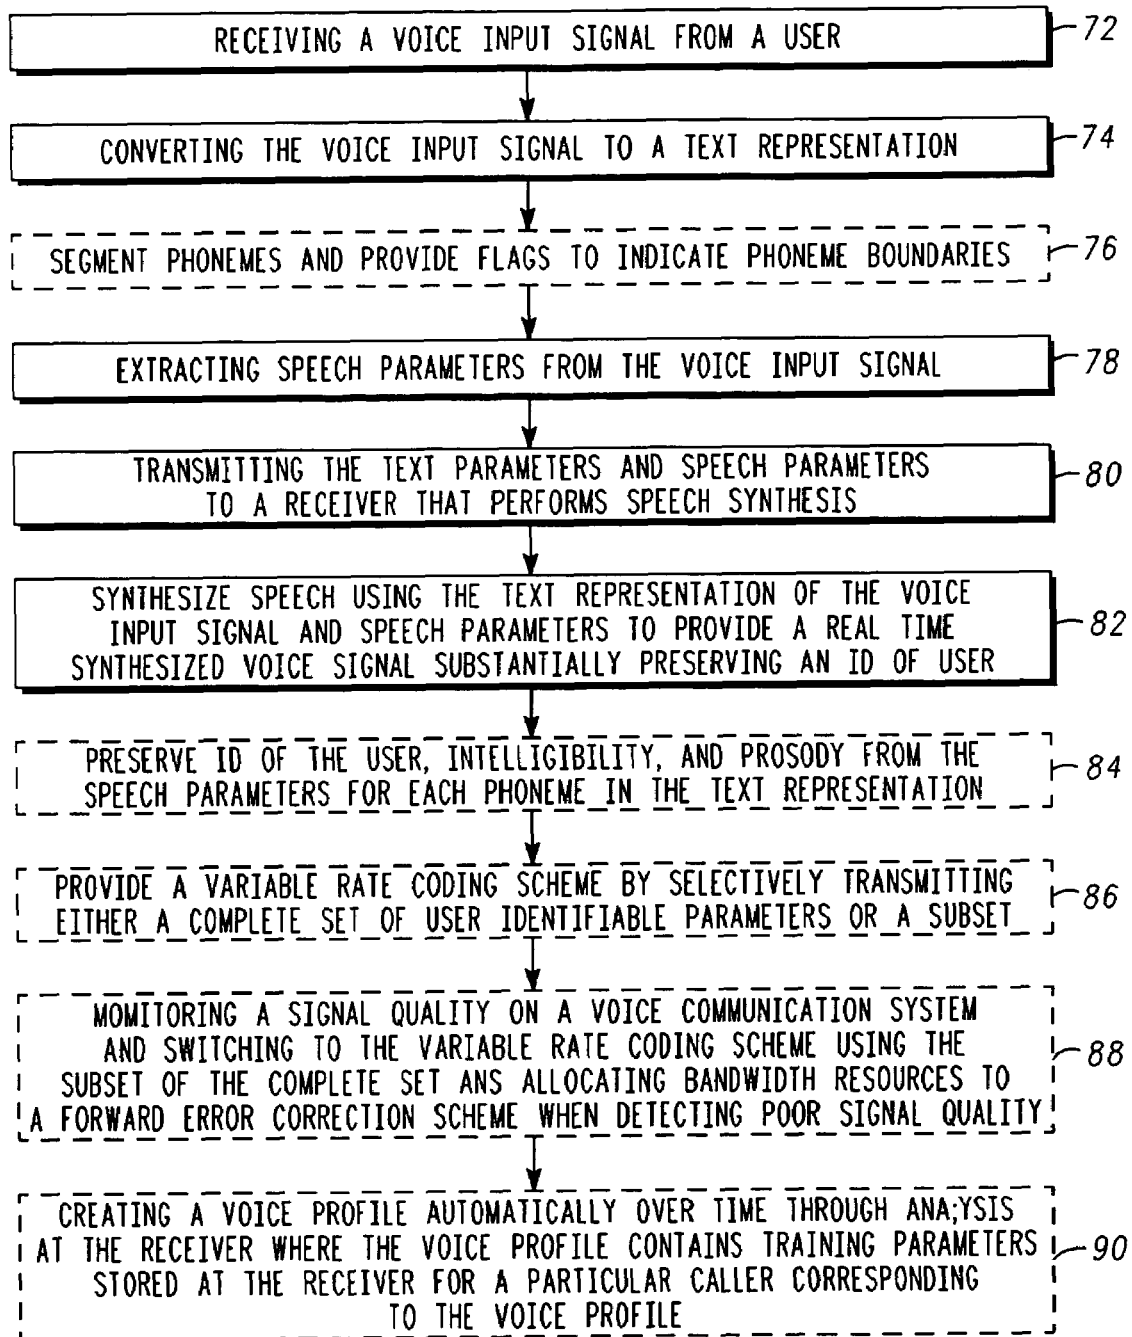 RECEIVING A VOICE INPUT SIGNAL FROM A USER
72
CONVERTING THE VOICE INPUT SIGNAL TO A TEXT REPRESENTATION
74
SEGMENT PHONEMES AND PROVIDE FLAGS TO INDICATE PHONEME BOUNDARIES
76
EXTRACTING SPEECH PARAMETERS FROM THE VOICE INPUT SIGNAL
78
TRANSMITTING THE TEXT PARAMETERS AND SPEECH PARAMETERS
TO A RECEIVER THAT PERFORMS SPEECH SYNTHESIS
80
SYNTHESIZE SPEECH USING THE TEXT REPRESENTATION OF THE VOICE
INPUT SIGNAL AND SPEECH PARAMETERS TO PROVIDE A REAL TIME
SYNTHESIZED VOICE SIGNAL SUBSTANTIALLY PRESERVING AN ID OF USER
82
PRESERVE ID OF THE USER, INTELLIGIBILITY, AND PROSODY FROM THE
SPEECH PARAMETERS FOR EACH PHONEME IN THE TEXT REPRESENTATION
84
PROVIDE A VARIABLE RATE CODING SCHEME BY SELECTIVELY TRANSMITTING
EITHER A COMPLETE SET OF USER IDENTIFIABLE PARAMETERS OR A SUBSET
86
MOMITORING A SIGNAL QUALITY ON A VOICE COMMUNICATION SYSTEM
AND SWITCHING TO THE VARIABLE RATE CODING SCHEME USING THE
SUBSET OF THE COMPLETE SET ANS ALLOCATING BANDWIDTH RESOURCES TO
A FORWARD ERROR CORRECTION SCHEME WHEN DETECTING POOR SIGNAL QUALITY
88
CREATING A VOICE PROFILE AUTOMATICALLY OVER TIME THROUGH ANA;YSIS
AT THE RECEIVER WHERE THE VOICE PROFILE CONTAINS TRAINING PARAMETERS
STORED AT THE RECEIVER FOR A PARTICULAR CALLER CORRESPONDING
TO THE VOICE PROFILE
90